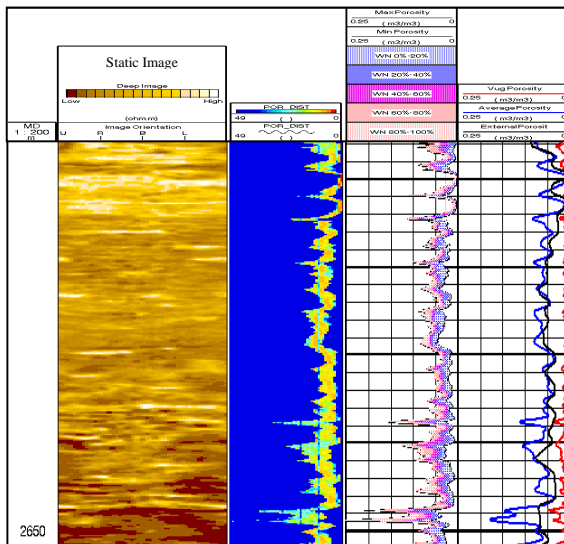 Static Image
Deep Image
Low High
(ohm.m)
MD
1 : 200
m
Image Orientation
U R B L
POR_DIST
49 ( ) 0
POR_DIST
49 ( ) 0
MaxPorosity
0.25 (m3/m3) 0
Min Porosity
0.25 (m3/m3) 0
WN 0%-20%
WN 20%-40%
WN 40%-60%
WN 60%-80%
WN 80%-100%
Vug Porosity
0.25 (m3/m3) 0
AveragePorosity
0.25 (m3/m3) 0
ExternalPorosit
0.25 (m3/m3) 0
2650